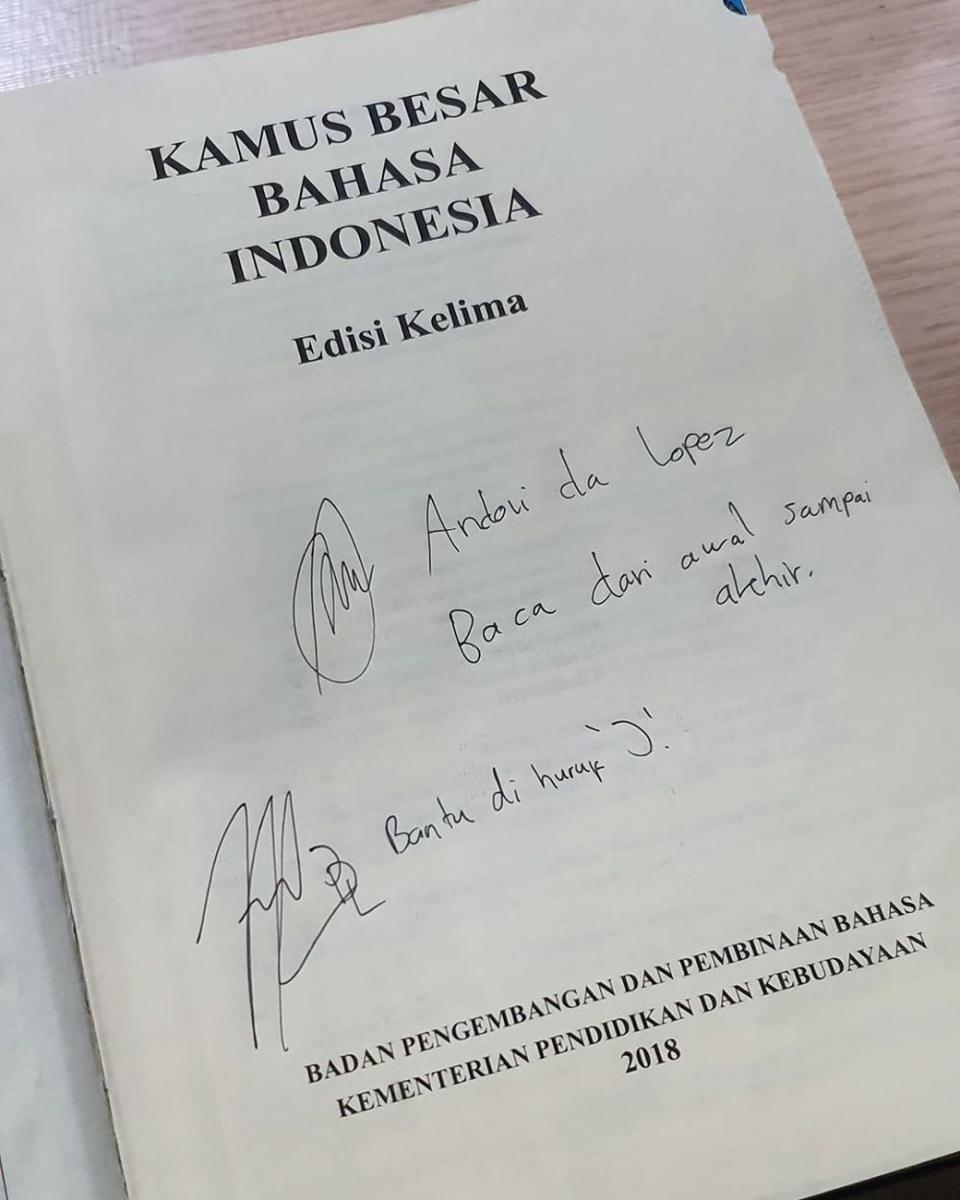 KAMUS BESAR
BAHASA
INDONESIA
Edisi Kelima
Andovi da Lopez
Baca dari awal sampai
akhir.
Bantu di huruf 'J'.
BADAN PENGEMBANGAN DAN PEMBINAAN BAHASA
KEMENTERIAN PENDIDIKAN DAN KEBUDAYAAN
2018